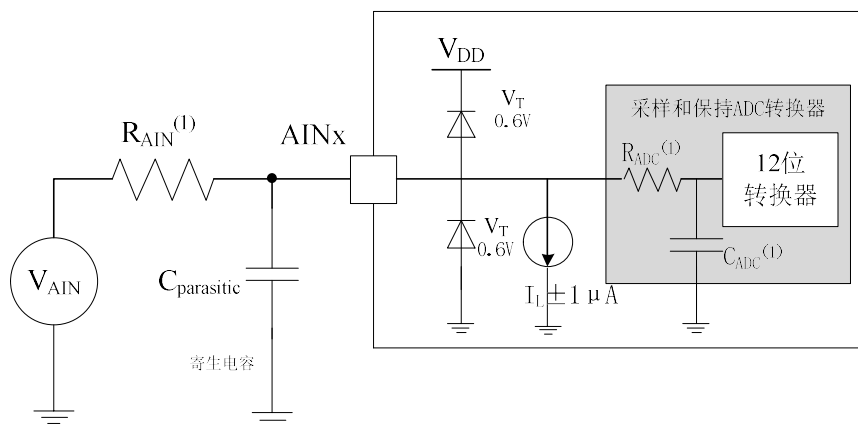 V_DD
V_T
0.6V
采样和保持ADC转换器
R_AIN^(1)
AINx
R_ADC^(1)
12位
转换器
V_T
0.6V
V_AIN
C_parasitic
C_ADC^(1)
I_L±1μA
寄生电容